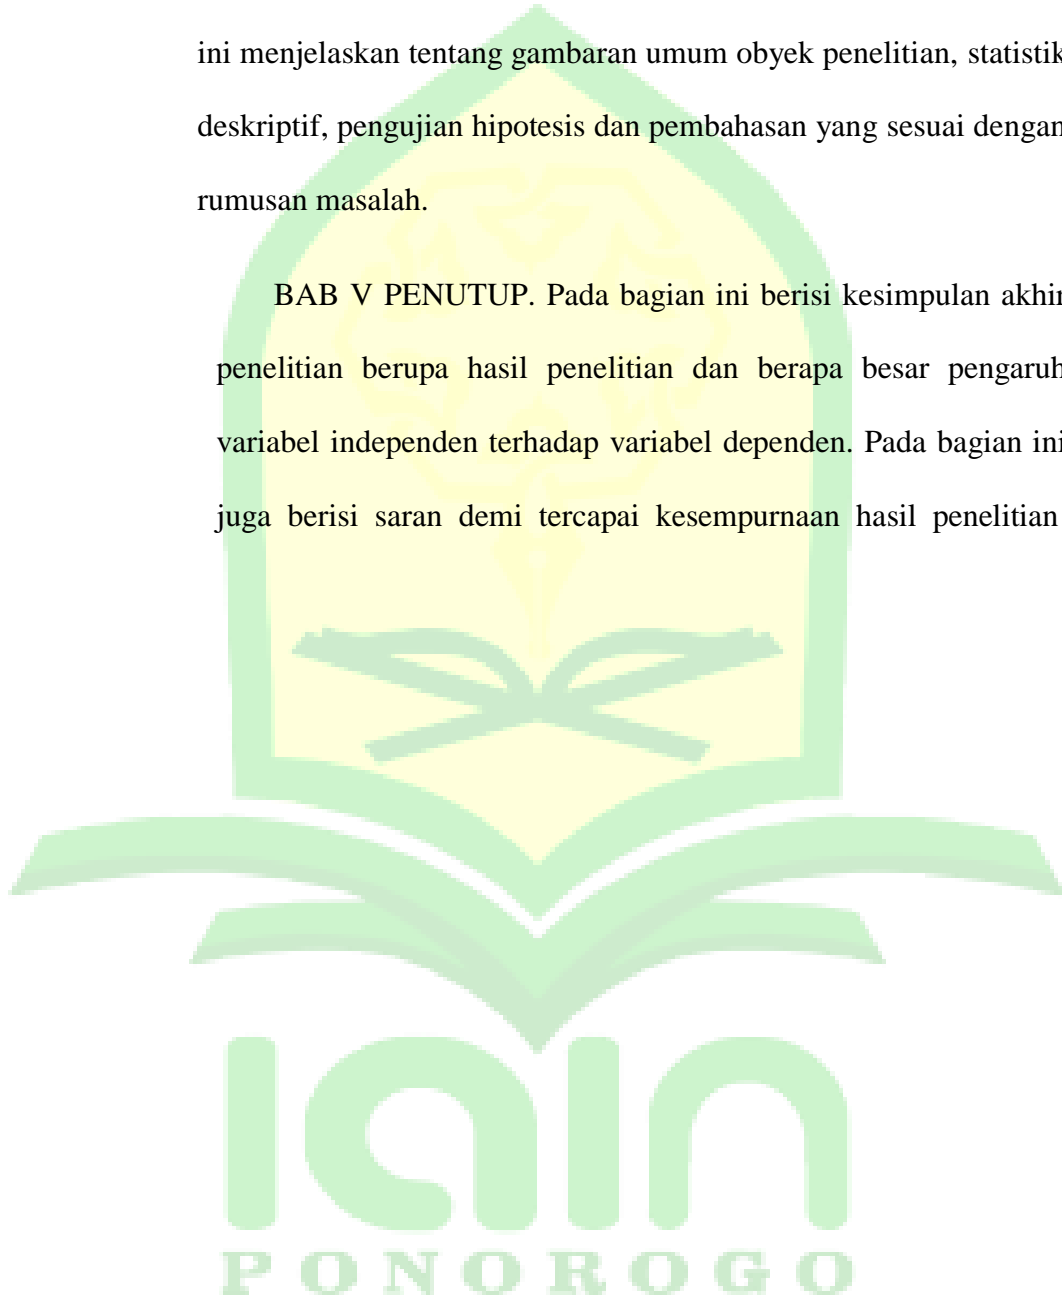 ini menjelaskan tentang gambaran umum obyek penelitian, statistik
deskriptif, pengujian hipotesis dan pembahasan yang sesuai dengan
rumusan masalah.
BAB V PENUTUP. Pada bagian ini berisi kesimpulan akhir
penelitian berupa hasil penelitian dan berapa besar pengaruh
variabel independen terhadap variabel dependen. Pada bagian ini
juga berisi saran demi tercapai kesempurnaan hasil penelitian
IAIN
PONOROGO